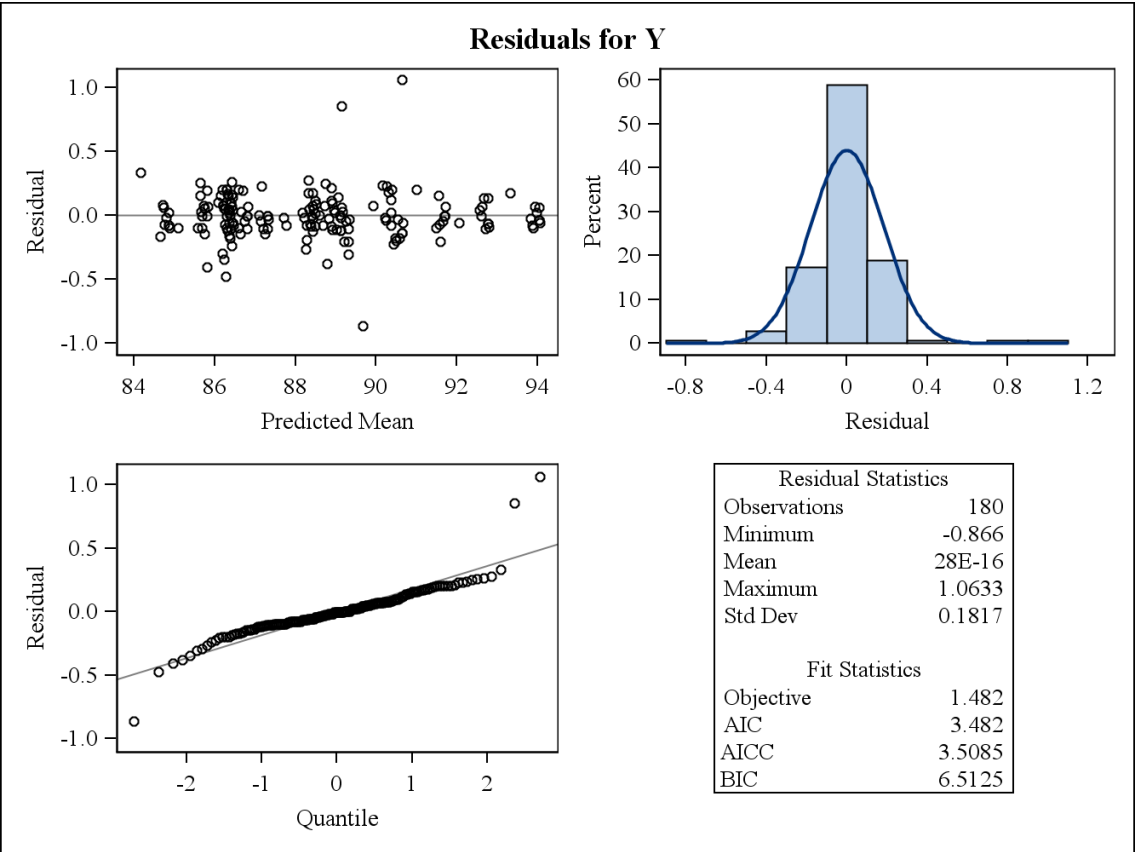 Residuals for Y
1.0
0.5
0.0
-0.5
-1.0
Residual
84 86 88 90 92 94
Predicted Mean
60
50
40
30
20
10
0
Percent
-0.8 -0.4 0 0.4 0.8 1.2
Residual
1.0
0.5
0.0
-0.5
-1.0
Residual
-2 -1 0 1 2
Quantile
Residual Statistics
Observations 180
Minimum -0.866
Mean 28E-16
Maximum 1.0633
Std Dev 0.1817
Fit Statistics
Objective 1.482
AIC 3.482
AICC 3.5085
BIC 6.5125